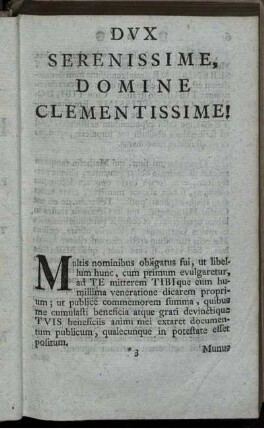 DVX
SERENISSIME,
DOMINE
CLEMENTISSIME!
Multis nominibus obligatus fui, ut libel-
lum hunc, cum primum evulgaretur,
ad TE mitterem TIBIque cum hu-
millima veneratione dicarem propri-
um; ut publice commemorem summa, quibus
me cumulasti beneficia atque grati devinctique
TVIS beneficiis animi mei extaret documen-
tum publicum, qualecunque in potestate esset
positum.
* 3 Munus